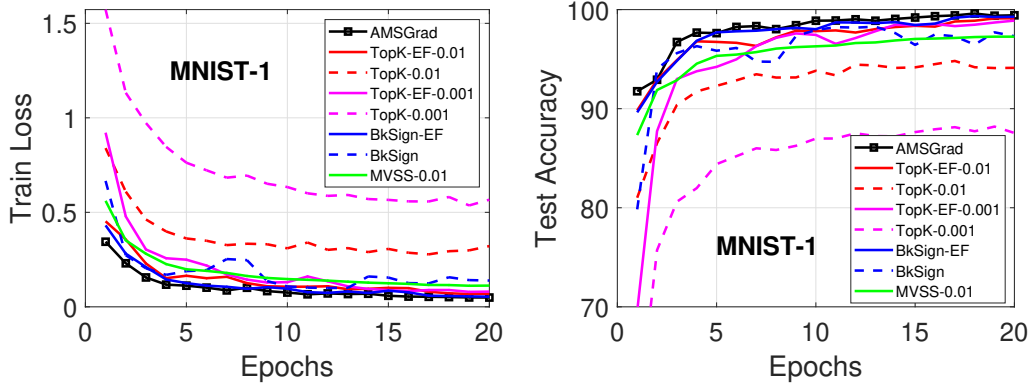 Train Loss
1.5
1
0.5
0
MNIST-1
AMSGrad
TopK-EF-0.01
TopK-0.01
TopK-EF-0.001
TopK-0.001
BkSign-EF
BkSign
MVSS-0.01
0 5 10 15 20
Epochs
Test Accuracy
100
90
80
70
MNIST-1
AMSGrad
TopK-EF-0.01
TopK-0.01
TopK-EF-0.001
TopK-0.001
BkSign-EF
BkSign
MVSS-0.01
0 5 10 15 20
Epochs